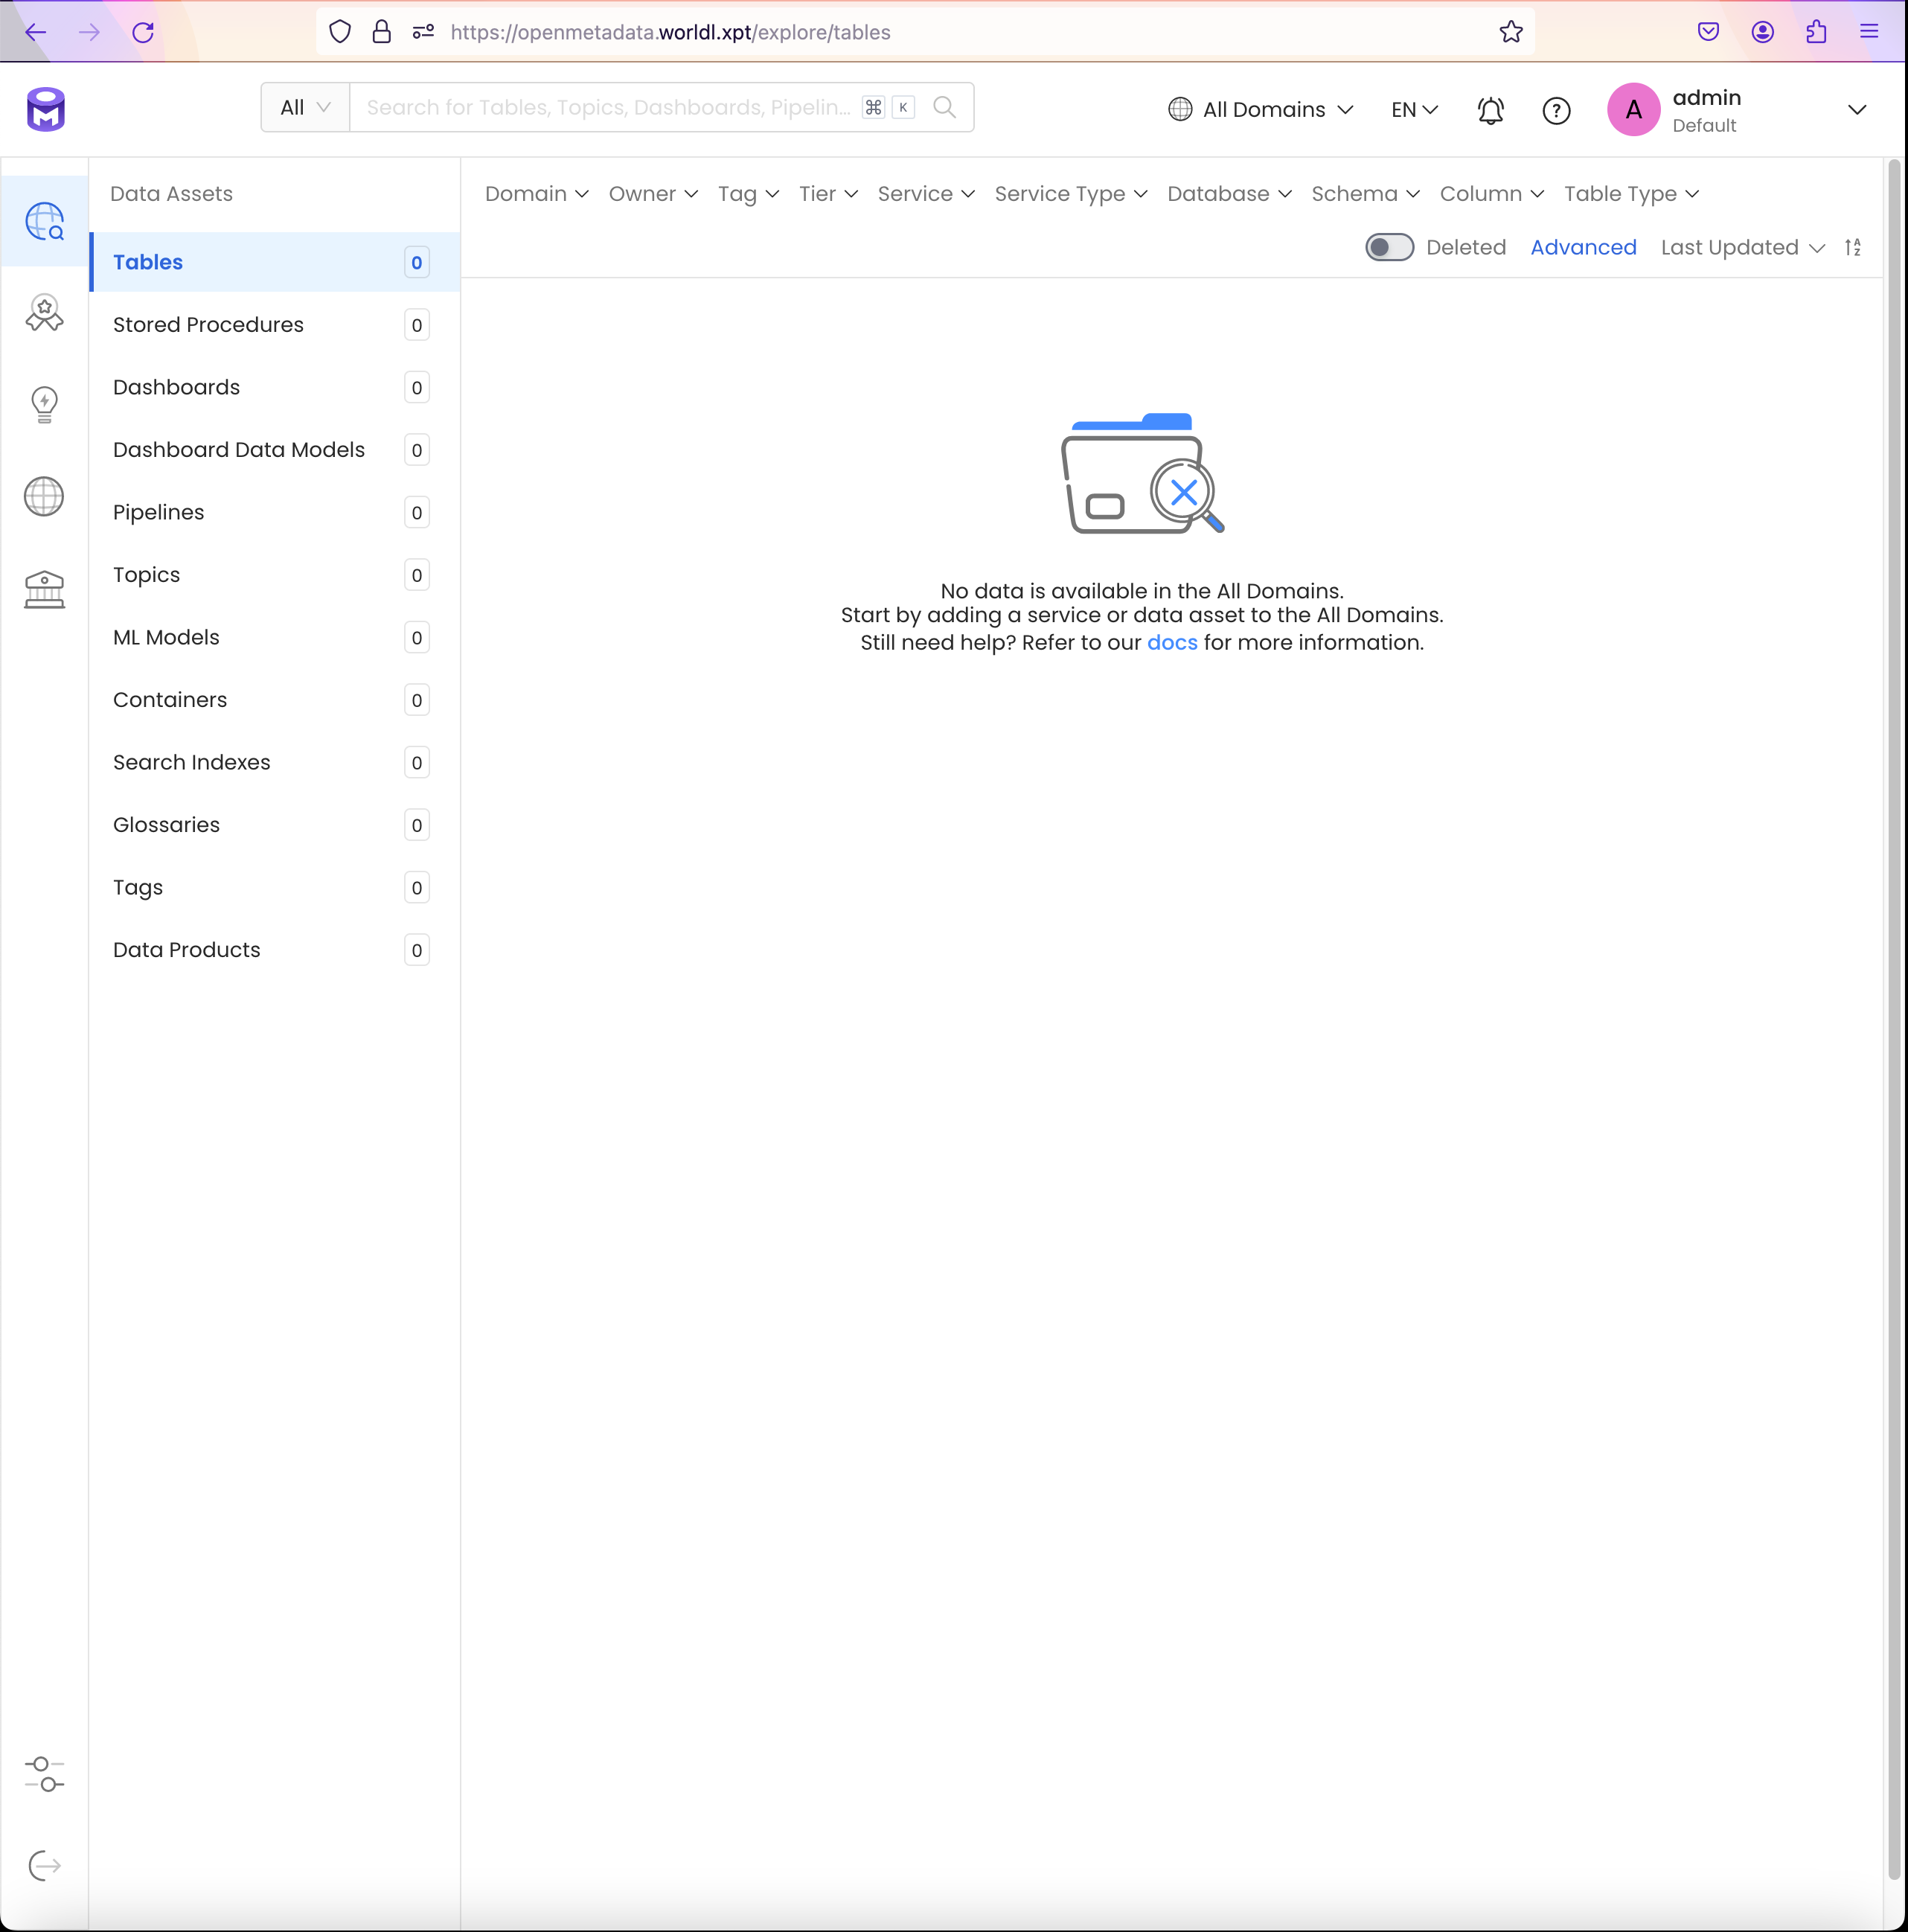 https://openmetadata.worldl.xpt/explore/tables
All
Search for Tables, Topics, Dashboards, Pipelin...
⌘ K
All Domains
EN
A
admin
Default
Data Assets
Tables 0
Stored Procedures 0
Dashboards 0
Dashboard Data Models 0
Pipelines 0
Topics 0
ML Models 0
Containers 0
Search Indexes 0
Glossaries 0
Tags 0
Data Products 0
Domain Owner Tag Tier Service Service Type Database Schema Column Table Type
Deleted Advanced Last Updated
No data is available in the All Domains.
Start by adding a service or data asset to the All Domains.
Still need help? Refer to our docs for more information.